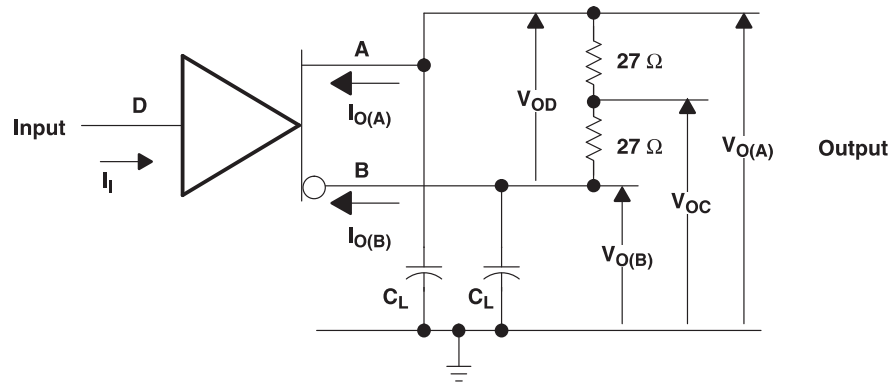 A
27 Ω
I_O(A)
V_OD
D
Input
27 Ω
V_O(A)
Output
B
I_I
V_OC
I_O(B)
V_O(B)
C_L
C_L